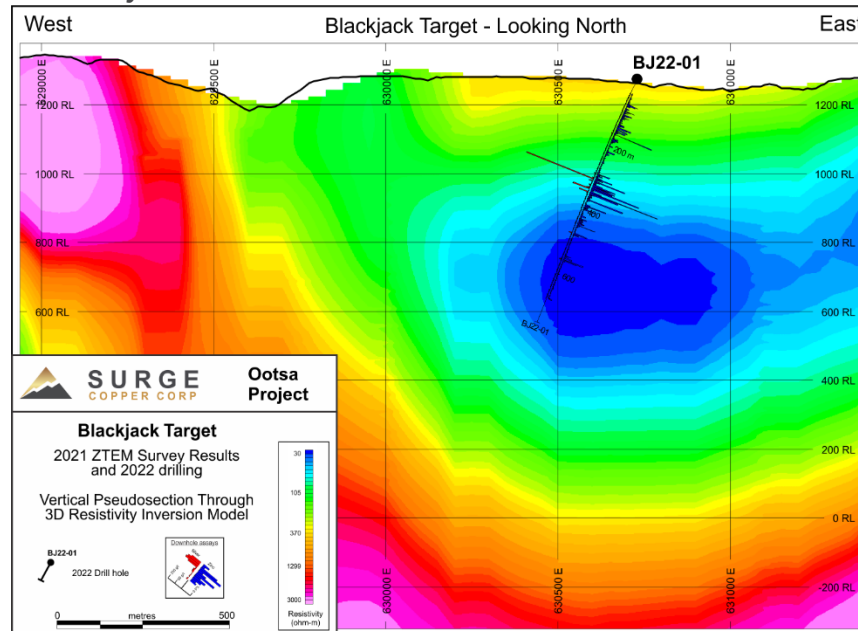 West
Blackjack Target - Looking North
East
BJ22-01
629000 E
629500 E
630000 E
630500 E
631000 E
1200 RL
1200 RL
200 m
1000 RL
1000 RL
400
800 RL
800 RL
600
600 RL
600 RL
BJ22-01
400 RL
200 RL
0 RL
-200 RL
630000 E
630500 E
631000 E
SURGE
COPPER CORP
Ootsa
Project
Blackjack Target
2021 ZTEM Survey Results
and 2022 drilling
Vertical Pseudosection Through
3D Resistivity Inversion Model
BJ22-01
2022 Drill hole
Downhole assays
0 metres 500
30
105
370
1298
3000
Resistivity
(ohm-m)